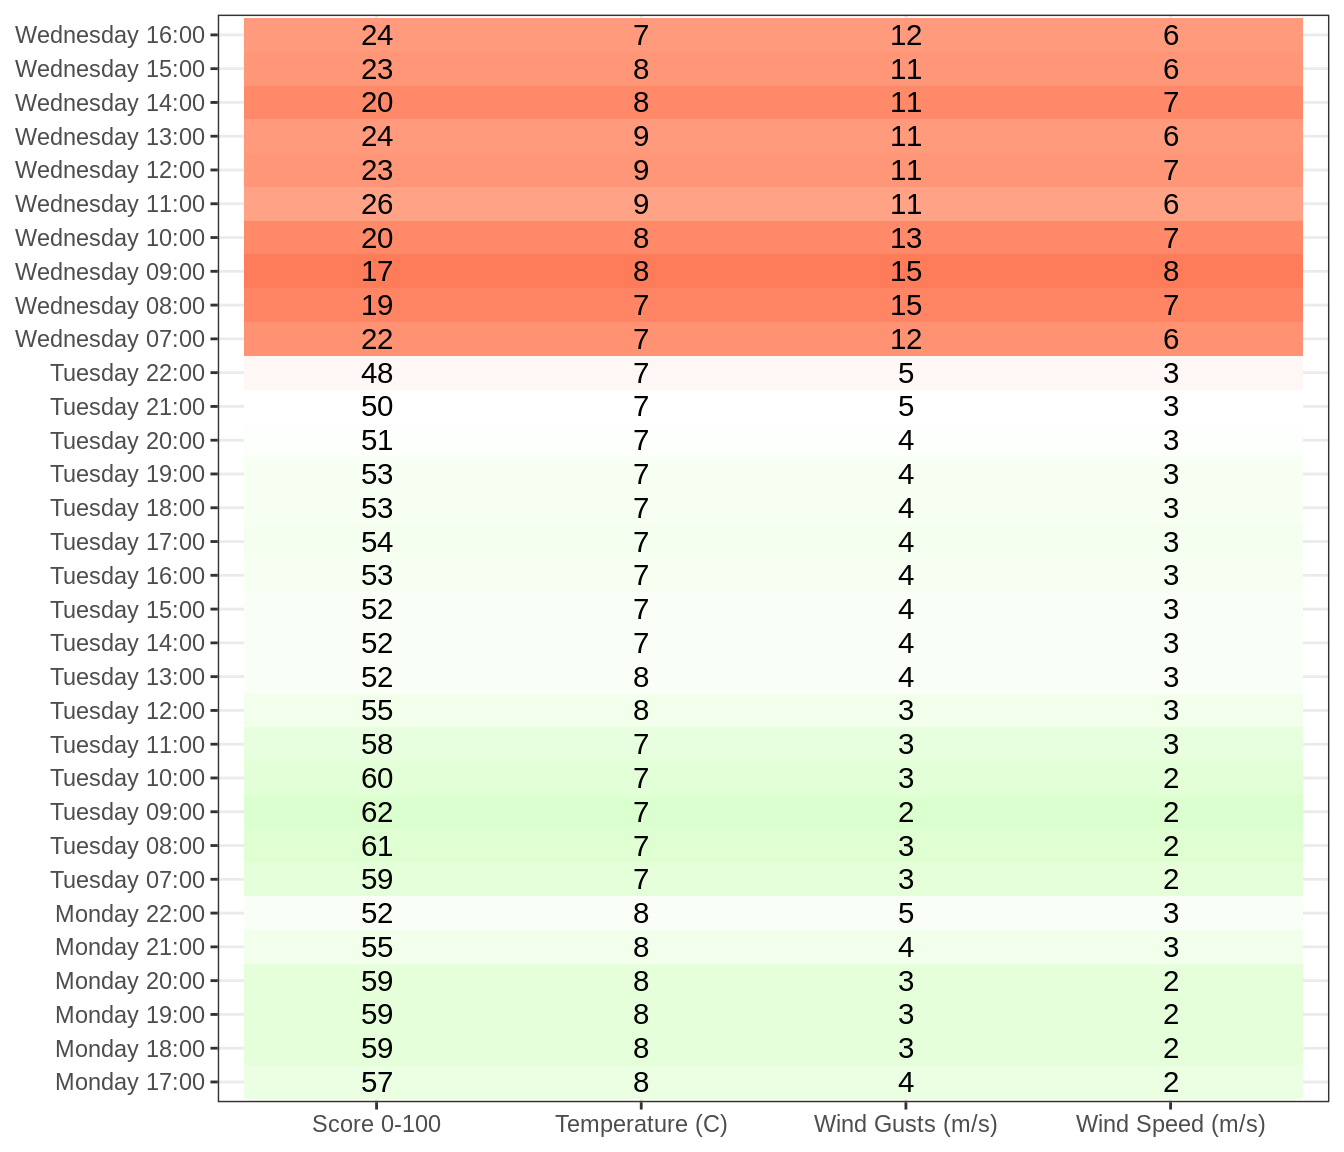 Wednesday 16:00 24 7 12 6
Wednesday 15:00 23 8 11 6
Wednesday 14:00 20 8 11 7
Wednesday 13:00 24 9 11 6
Wednesday 12:00 23 9 11 7
Wednesday 11:00 26 9 11 6
Wednesday 10:00 20 8 13 7
Wednesday 09:00 17 8 15 8
Wednesday 08:00 19 7 15 7
Wednesday 07:00 22 7 12 6
Tuesday 22:00 48 7 5 3
Tuesday 21:00 50 7 5 3
Tuesday 20:00 51 7 4 3
Tuesday 19:00 53 7 4 3
Tuesday 18:00 53 7 4 3
Tuesday 17:00 54 7 4 3
Tuesday 16:00 53 7 4 3
Tuesday 15:00 52 7 4 3
Tuesday 14:00 52 7 4 3
Tuesday 13:00 52 8 4 3
Tuesday 12:00 55 8 3 3
Tuesday 11:00 58 7 3 3
Tuesday 10:00 60 7 3 2
Tuesday 09:00 62 7 2 2
Tuesday 08:00 61 7 3 2
Tuesday 07:00 59 7 3 2
Monday 22:00 52 8 5 3
Monday 21:00 55 8 4 3
Monday 20:00 59 8 3 2
Monday 19:00 59 8 3 2
Monday 18:00 59 8 3 2
Monday 17:00 57 8 4 2
Score 0-100 Temperature (C) Wind Gusts (m/s) Wind Speed (m/s)